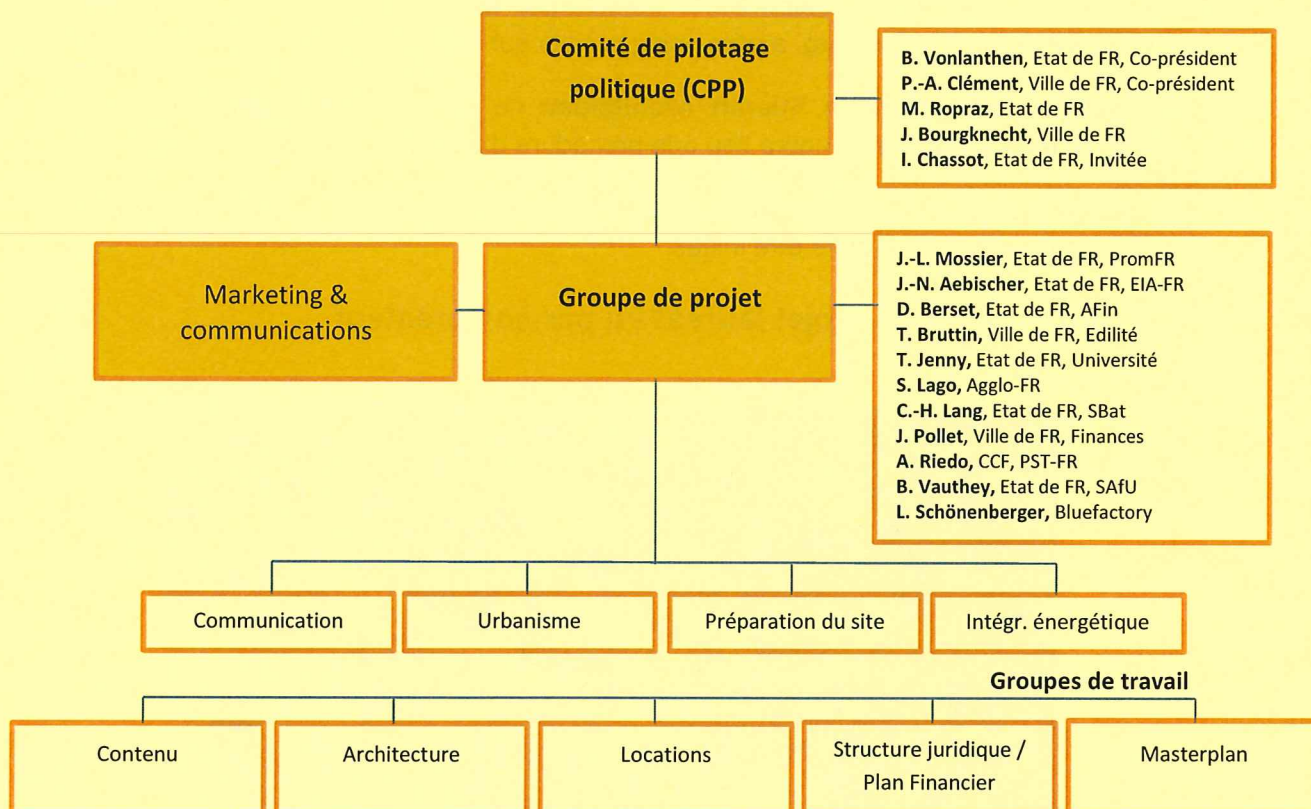 Comité de pilotage
politique (CPP)
B. Vonlanthen, Etat de FR, Co-président
P.-A. Clément, Ville de FR, Co-président
M. Ropraz, Etat de FR
J. Bourgknecht, Ville de FR
I. Chassot, Etat de FR, Invitée
Marketing &
communications
Groupe de projet
J.-L. Mossier, Etat de FR, PromFR
J.-N. Aebischer, Etat de FR, EIA-FR
D. Berset, Etat de FR, AFin
T. Bruttin, Ville de FR, Edilité
T. Jenny, Etat de FR, Université
S. Lago, Agglo-FR
C.-H. Lang, Etat de FR, SBat
J. Pollet, Ville de FR, Finances
A. Riedo, CCF, PST-FR
B. Vauthey, Etat de FR, SAfU
L. Schönenberger, Bluefactory
Communication
Urbanisme
Préparation du site
Intégr. énergétique
Groupes de travail
Contenu
Architecture
Locations
Structure juridique /
Plan Financier
Masterplan